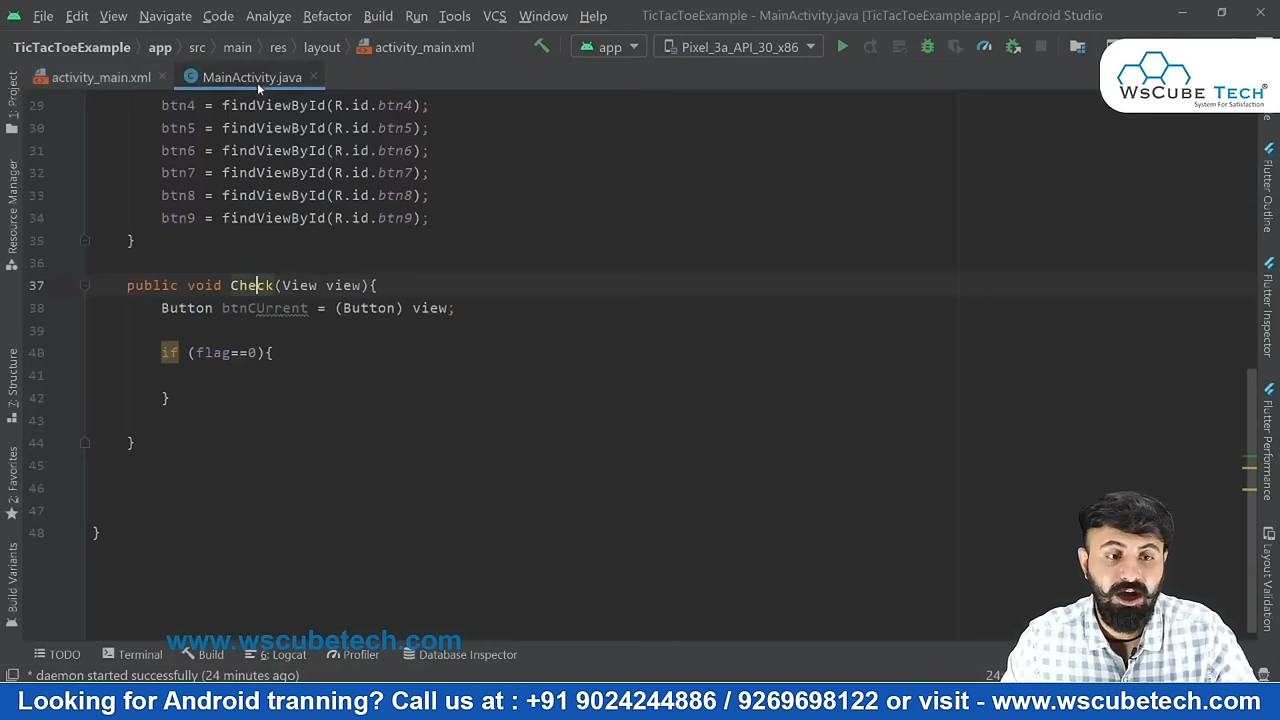 File Edit View Navigate Code Analyze Refactor Build Run Tools VCS Window Help TicTacToeExample - MainActivity.java [TicTacToeExample.app] - Android Studio
TicTacToeExample app src main res layout activity_main.xml app Pixel_3a_API_30_x86
activity_main.xml MainActivity.java
WsCube Tech®
System For Satisfaction
1: Project
Resource Manager
7: Structure
2: Favorites
Build Variants
29 btn4 = findViewById(R.id.btn4);
30 btn5 = findViewById(R.id.btn5);
31 btn6 = findViewById(R.id.btn6);
32 btn7 = findViewById(R.id.btn7);
33 btn8 = findViewById(R.id.btn8);
34 btn9 = findViewById(R.id.btn9);
35 }
36
37 public void Check(View view){
38 Button btnCUrrent = (Button) view;
39
40 if (flag==0){
41
42 }
43
44 }
45
46
47
48 }
Flutter Outline
Flutter Inspector
Flutter Performance
Layout Validation
www.wscubetech.com
TODO Terminal Build 6: Logcat Profiler Database Inspector
* daemon started successfully (24 minutes ago)
Looking for Android tranning? Call us at : +91 9024244886 / 9269698122 or visit - www.wscubetech.com